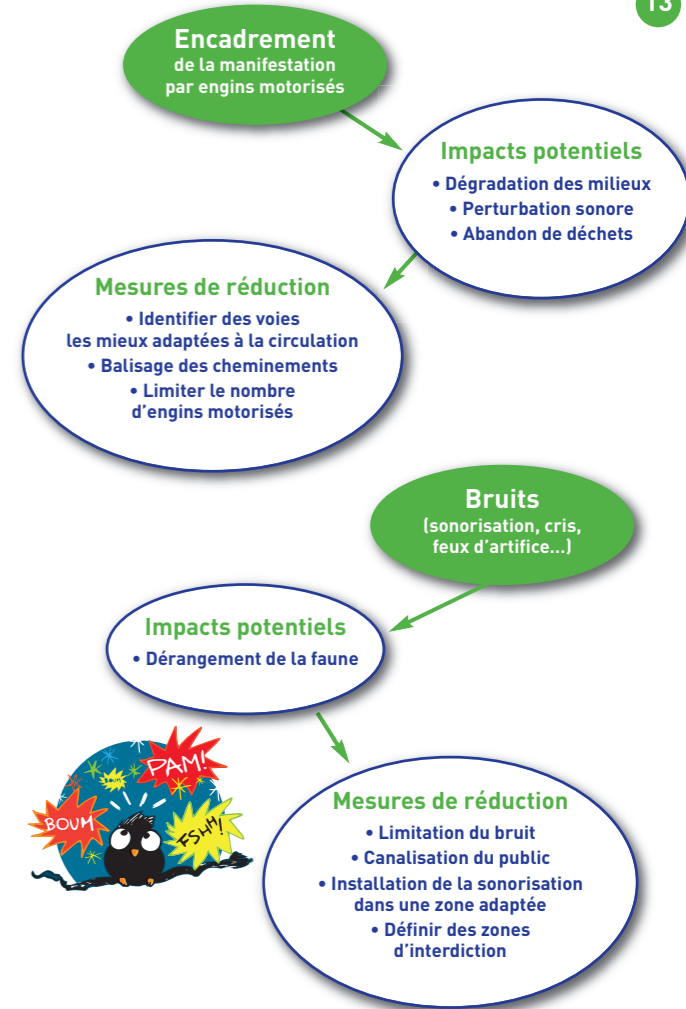 13
Encadrement
de la manifestation
par engins motorisés
Impacts potentiels
• Dégradation des milieux
• Perturbation sonore
• Abandon de déchets
Mesures de réduction
• Identifier des voies
les mieux adaptées à la circulation
• Balisage des cheminements
• Limiter le nombre
d'engins motorisés
Bruits
(sonorisation, cris,
feux d'artifice...)
Impacts potentiels
• Dérangement de la faune
PAM!
BOUM
BOUM
FSHH!
Mesures de réduction
• Limitation du bruit
• Canalisation du public
• Installation de la sonorisation
dans une zone adaptée
• Définir des zones
d'interdiction